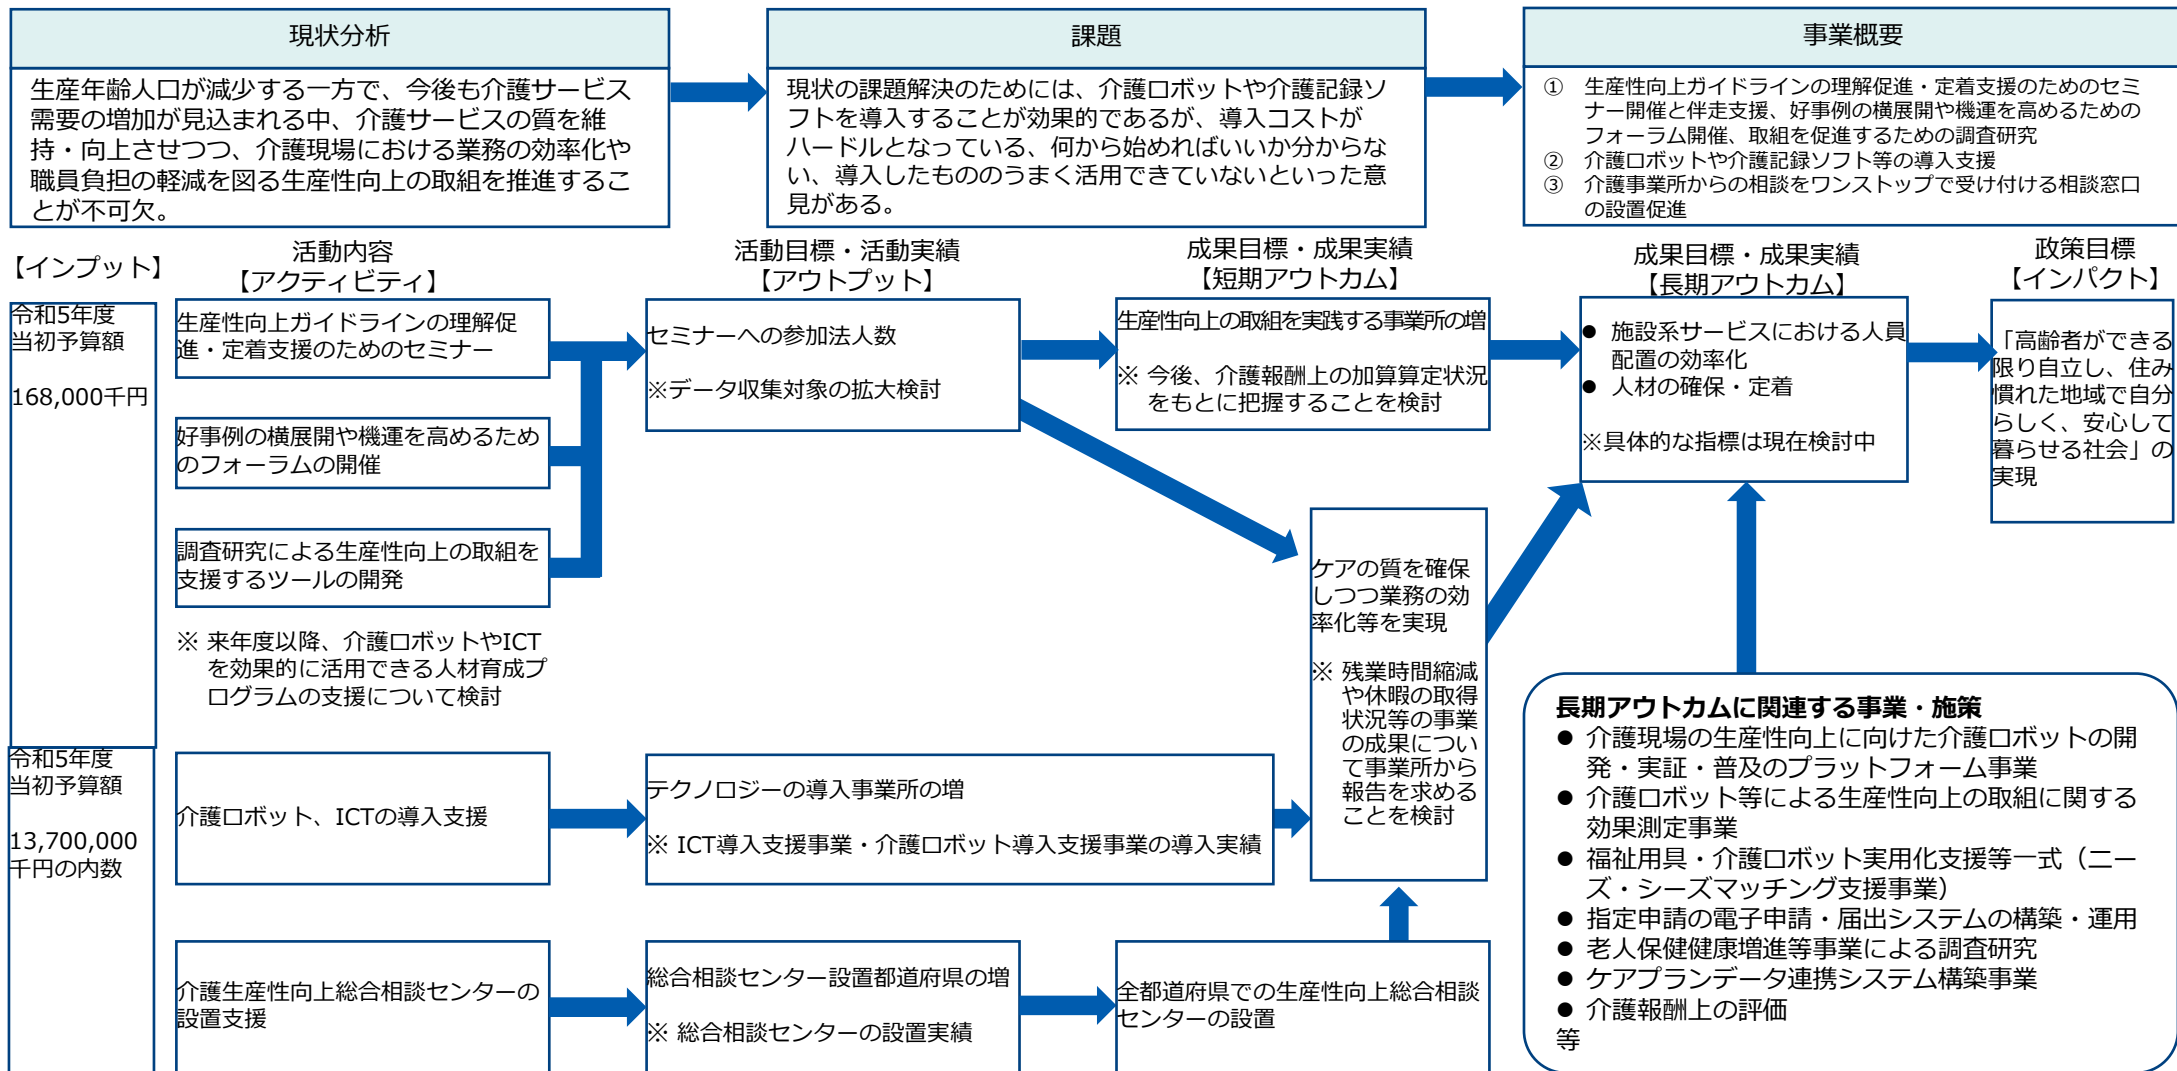 現状分析
生産年齢人口が減少する一方で、今後も介護サービス
需要の増加が見込まれる中、介護サービスの質を維
持・向上させつつ、介護現場における業務の効率化や
職員負担の軽減を図る生産性向上の取組を推進するこ
とが不可欠。
課題
現状の課題解決のためには、介護ロボットや介護記録ソ
フトを導入することが効果的であるが、導入コストが
ハードルとなっている、何から始めればいいか分からな
い、導入したもののうまく活用できていないといった意
見がある。
事業概要
① 生産性向上ガイドラインの理解促進・定着支援のためのセミ
ナー開催と伴走支援、好事例の横展開や機運を高めるための
フォーラム開催、取組を促進するための調査研究
② 介護ロボットや介護記録ソフト等の導入支援
③ 介護事業所からの相談をワンストップで受け付ける相談窓口
の設置促進
【インプット】
活動内容
【アクティビティ】
活動目標・活動実績
【アウトプット】
成果目標・成果実績
【短期アウトカム】
成果目標・成果実績
【長期アウトカム】
政策目標
【インパクト】
令和5年度
当初予算額
168,000千円
生産性向上ガイドラインの理解促
進・定着支援のためのセミナー
好事例の横展開や機運を高めるため
のフォーラムの開催
調査研究による生産性向上の取組を
支援するツールの開発
※ 来年度以降、介護ロボットやICT
を効果的に活用できる人材育成プ
ログラムの支援について検討
セミナーへの参加法人数
※データ収集対象の拡大検討
生産性向上の取組を実践する事業所の増
※ 今後、介護報酬上の加算算定状況
をもとに把握することを検討
● 施設系サービスにおける人員
配置の効率化
● 人材の確保・定着
※具体的な指標は現在検討中
「高齢者ができる
限り自立し、住み
慣れた地域で自分
らしく、安心して
暮らせる社会」の
実現
ケアの質を確保
しつつ業務の効
率化等を実現
※ 残業時間縮減
や休暇の取得
状況等の事業
の成果につい
て事業所から
報告を求める
ことを検討
令和5年度
当初予算額
13,700,000
千円の内数
介護ロボット、ICTの導入支援
テクノロジーの導入事業所の増
※ ICT導入支援事業・介護ロボット導入支援事業の導入実績
介護生産性向上総合相談センターの
設置支援
総合相談センター設置都道府県の増
※ 総合相談センターの設置実績
全都道府県での生産性向上総合相談
センターの設置
長期アウトカムに関連する事業・施策
● 介護現場の生産性向上に向けた介護ロボットの開
発・実証・普及のプラットフォーム事業
● 介護ロボット等による生産性向上の取組に関する
効果測定事業
● 福祉用具・介護ロボット実用化支援等一式（ニー
ズ・シーズマッチング支援事業）
● 指定申請の電子申請・届出システムの構築・運用
● 老人保健健康増進等事業による調査研究
● ケアプランデータ連携システム構築事業
● 介護報酬上の評価
等